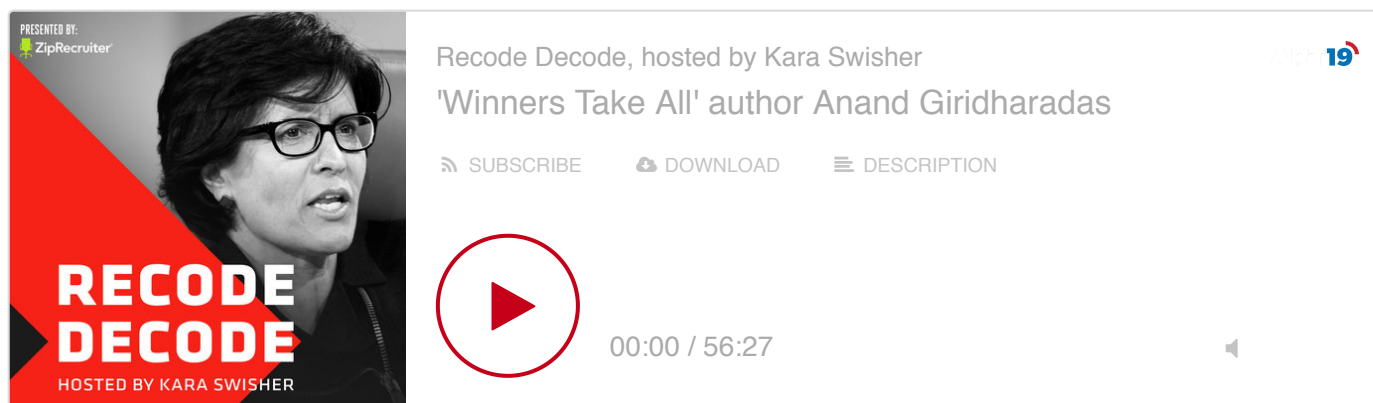 PRESENTED BY:
ZipRecruiter
RECODE
DECODE
HOSTED BY KARA SWISHER
Recode Decode, hosted by Kara Swisher
19
'Winners Take All' author Anand Giridharadas
SUBSCRIBE DOWNLOAD DESCRIPTION
00:00 / 56:27